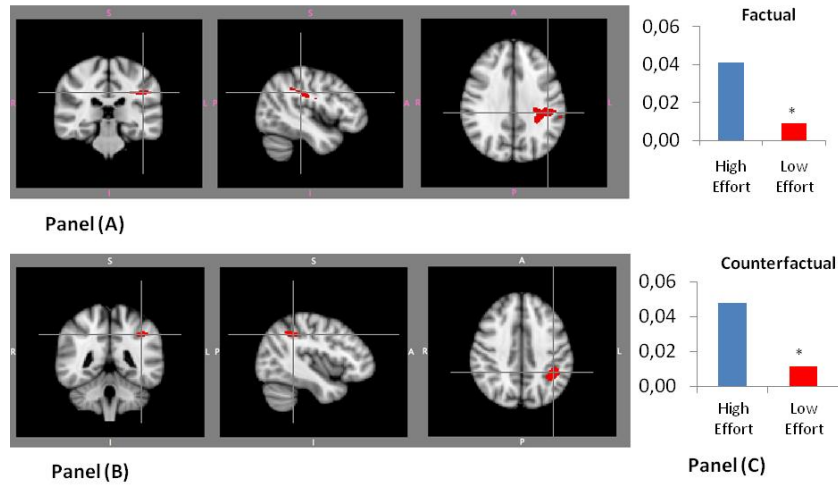 S S A
R L P A R L
I I P
Panel (A)
Factual
0,06
0,04
0,02
0,00
*
High Effort
Low Effort
S S A
R L P A R L
I I P
Panel (B)
Counterfactual
0,06
0,04
0,02
0,00
*
High Effort
Low Effort
Panel (C)